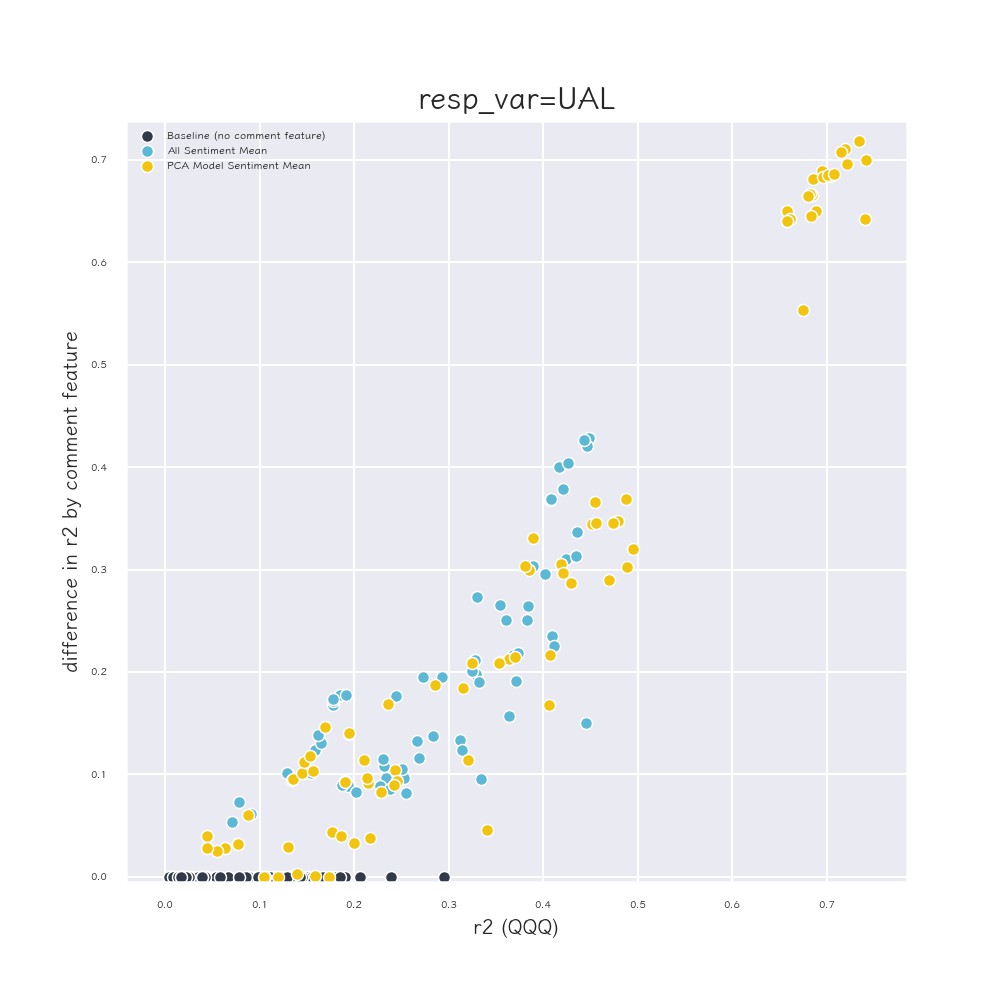 resp_var=UAL
Baseline (no comment feature)
All Sentiment Mean
PCA Model Sentiment Mean
difference in r2 by comment feature
0.7
0.6
0.5
0.4
0.3
0.2
0.1
0.0
0.0 0.1 0.2 0.3 0.4 0.5 0.6 0.7
r2 (QQQ)